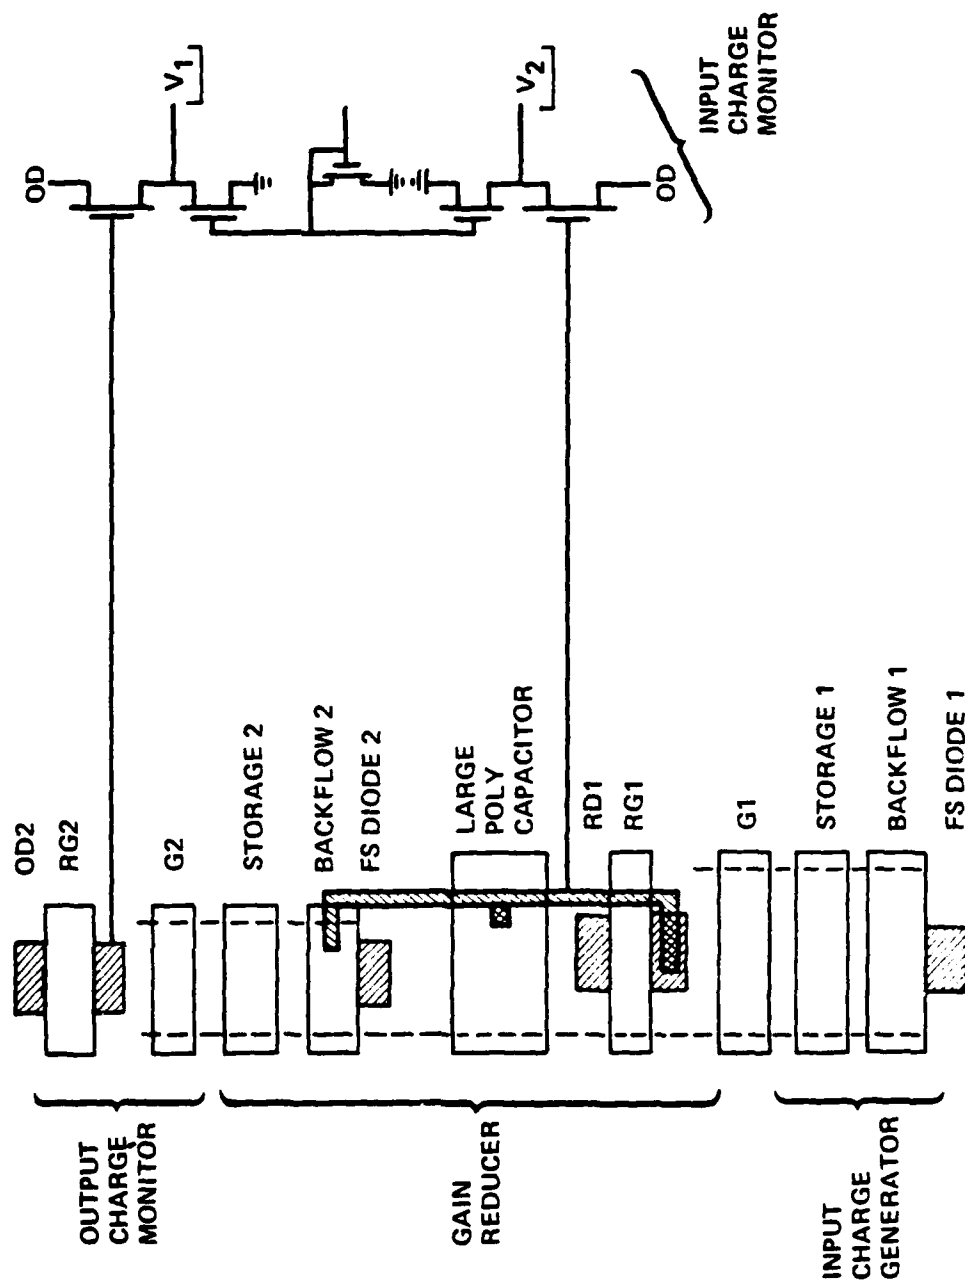 OUTPUT
CHARGE
MONITOR
GAIN
REDUCER
INPUT
CHARGE
GENERATOR
OD2
RG2
G2
STORAGE 2
BACKFLOW 2
FS DIODE 2
LARGE
POLY
CAPACITOR
RD1
RG1
G1
STORAGE 1
BACKFLOW 1
FS DIODE 1
OD
V1
V2
OD
INPUT
CHARGE
MONITOR